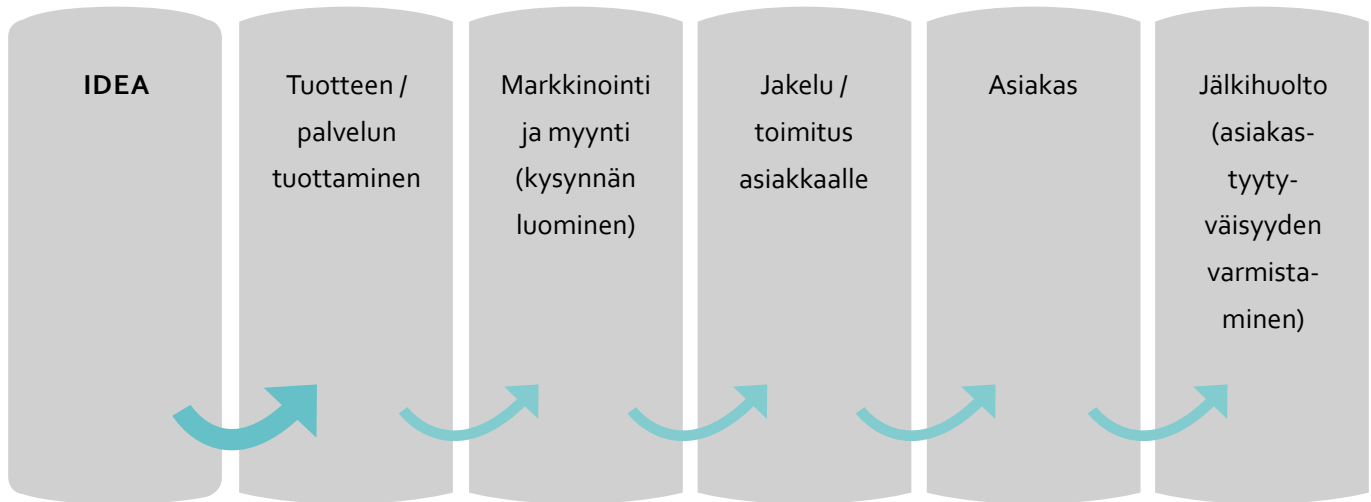 IDEA
Tuotteen /
palvelun
tuottaminen
Markkinointi
ja myynti
(kysynnän
luominen)
Jakelu /
toimitus
asiakkaalle
Asiakas
Jälkihuolto
(asiakas-
tyyty-
väisyyden
varmista-
minen)